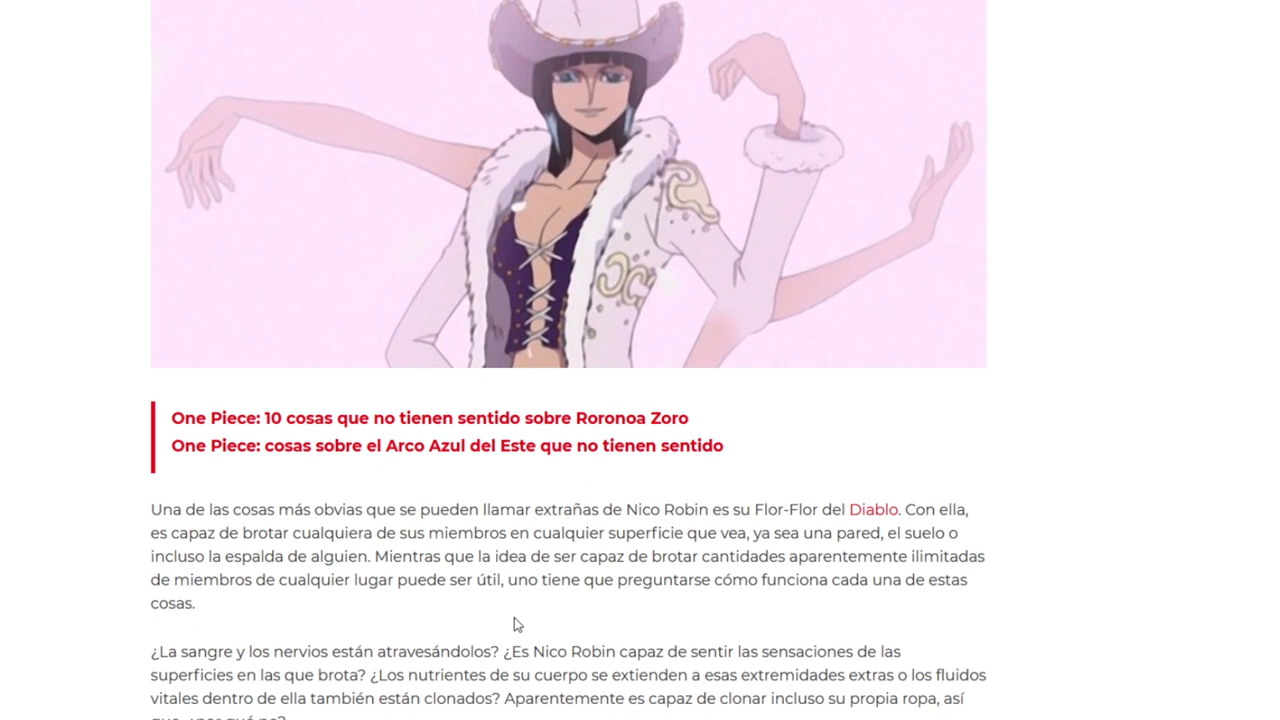 One Piece: 10 cosas que no tienen sentido sobre Roronoa Zoro
One Piece: cosas sobre el Arco Azul del Este que no tienen sentido
Una de las cosas más obvias que se pueden llamar extrañas de Nico Robin es su Flor-Flor del Diablo. Con ella,
es capaz de brotar cualquiera de sus miembros en cualquier superficie que vea, ya sea una pared, el suelo o
incluso la espalda de alguien. Mientras que la idea de ser capaz de brotar cantidades aparentemente ilimitadas
de miembros de cualquier lugar puede ser útil, uno tiene que preguntarse cómo funciona cada una de estas
cosas.
¿La sangre y los nervios están atravesándolos? ¿Es Nico Robin capaz de sentir las sensaciones de las
superficies en las que brota? ¿Los nutrientes de su cuerpo se extienden a esas extremidades extras o los fluidos
vitales dentro de ella también están clonados? Aparentemente es capaz de clonar incluso su propia ropa, así
que, ¿por qué no?